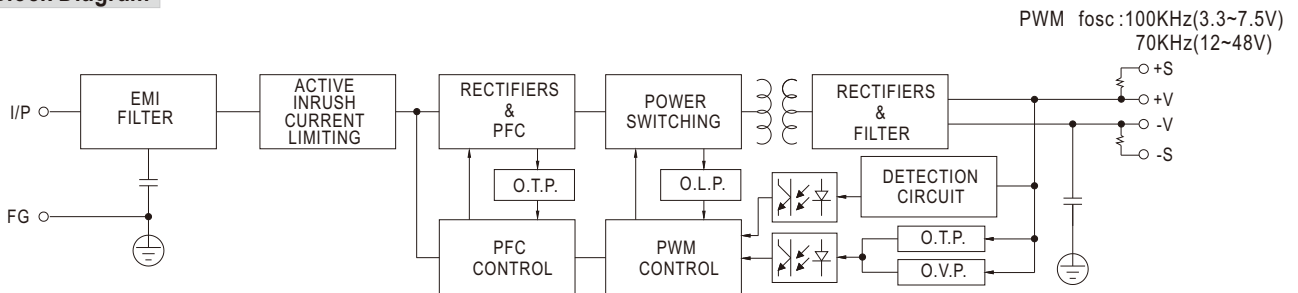 PWM fosc :100KHz(3.3~7.5V)
70KHz(12~48V)
I/P
EMI
FILTER
ACTIVE
INRUSH
CURRENT
LIMITING
RECTIFIERS
&
PFC
POWER
SWITCHING
RECTIFIERS
&
FILTER
+S
+V
-V
-S
O.T.P.
O.L.P.
DETECTION
CIRCUIT
FG
PFC
CONTROL
PWM
CONTROL
O.T.P.
O.V.P.